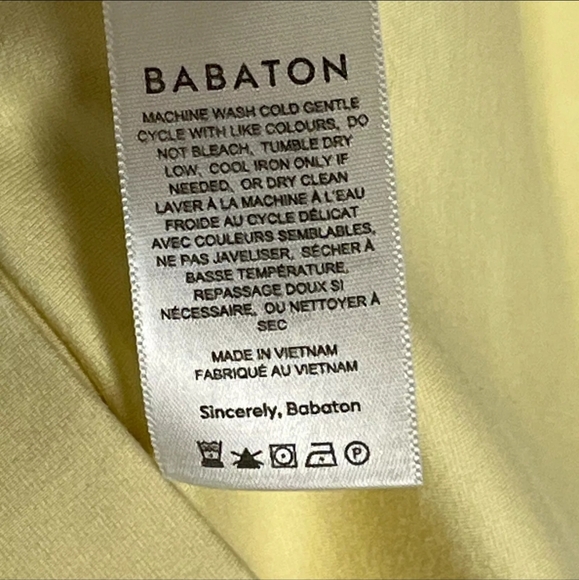 BABATON
MACHINE WASH COLD GENTLE
CYCLE WITH LIKE COLOURS, DO
NOT BLEACH, TUMBLE DRY
LOW, COOL IRON ONLY IF
NEEDED, OR DRY CLEAN
LAVER À LA MACHINE À L'EAU
FROIDE AU CYCLE DÉLICAT
AVEC COULEURS SEMBLABLES,
NE PAS JAVELISER, SÉCHER À
BASSE TEMPÉRATURE,
REPASSAGE DOUX SI
NÉCESSAIRE, OU NETTOYER À
SEC
MADE IN VIETNAM
FABRIQUÉ AU VIETNAM
Sincerely, Babaton
P